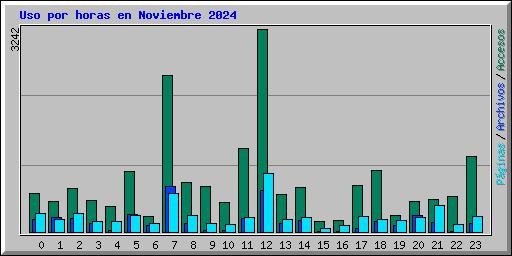 Uso por horas en Noviembre 2024
3242
Páginas / Archivos / Accesos
0 1 2 3 4 5 6 7 8 9 10 11 12 13 14 15 16 17 18 19 20 21 22 23